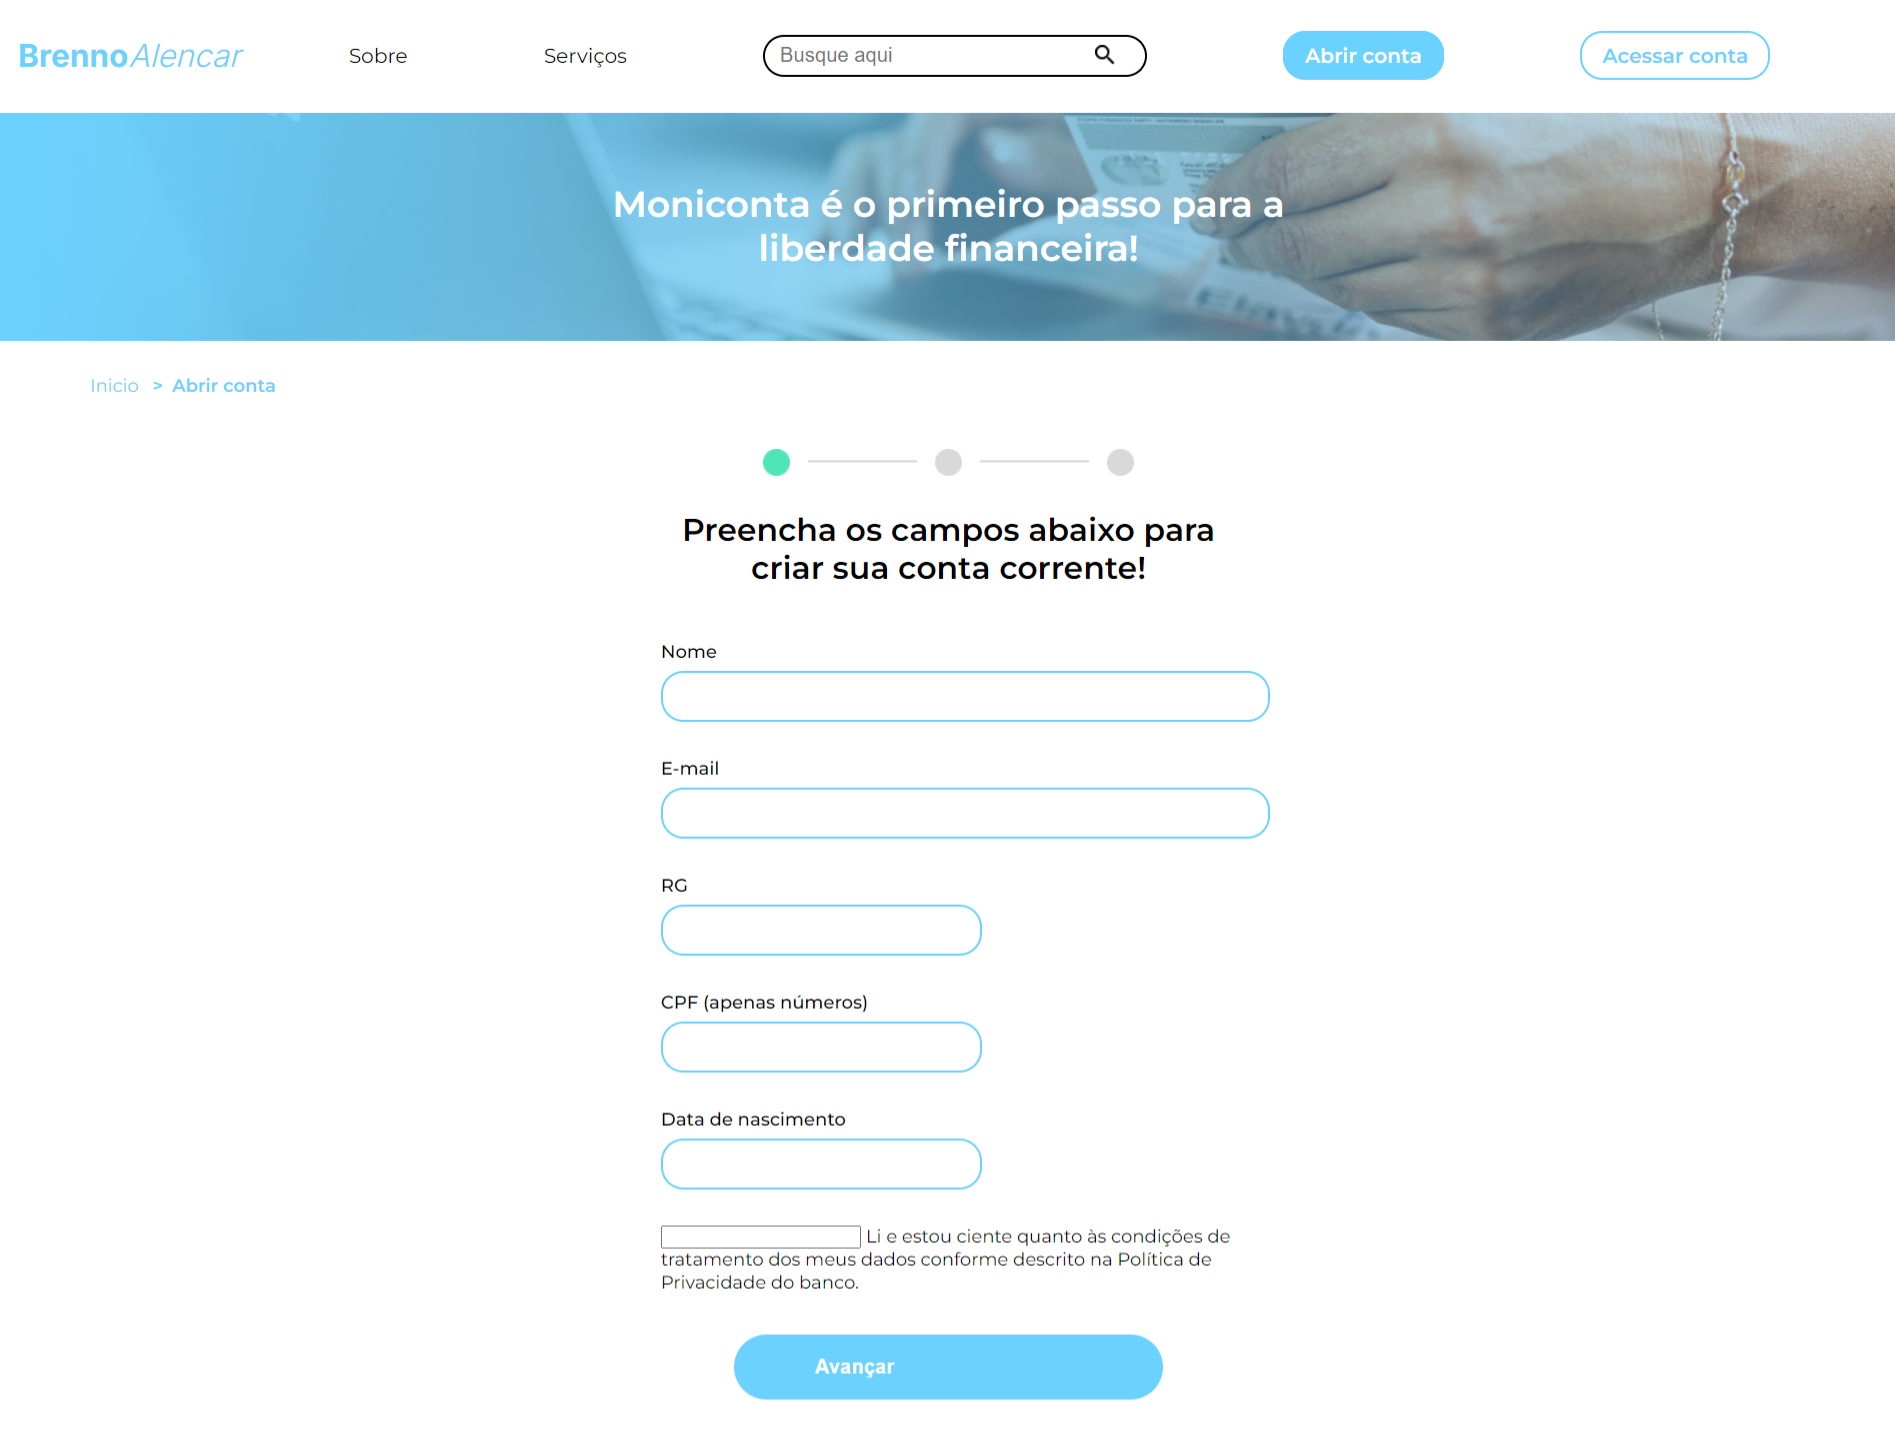 BrennoAlencar
Sobre
Serviços
Busque aqui
Abrir conta
Acessar conta
Moniconta é o primeiro passo para a
liberdade financeira!
Inicio > Abrir conta
Preencha os campos abaixo para
criar sua conta corrente!
Nome
E-mail
RG
CPF (apenas números)
Data de nascimento
Li e estou ciente quanto às condições de
tratamento dos meus dados conforme descrito na Política de
Privacidade do banco.
Avançar